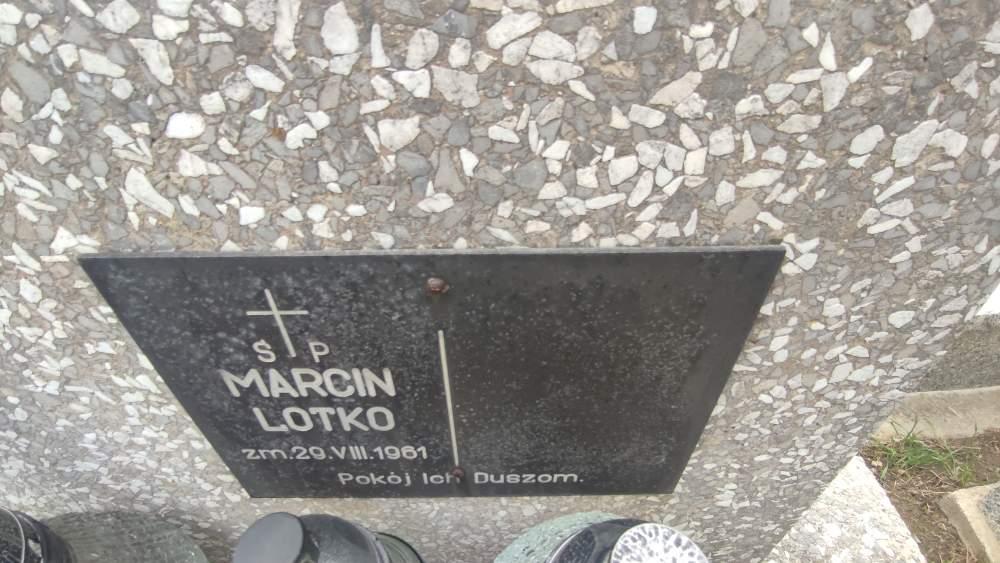 Ś P
MARCIN
LOTKO
zm.29.VIII.1961
Pokój Ich Duszom.